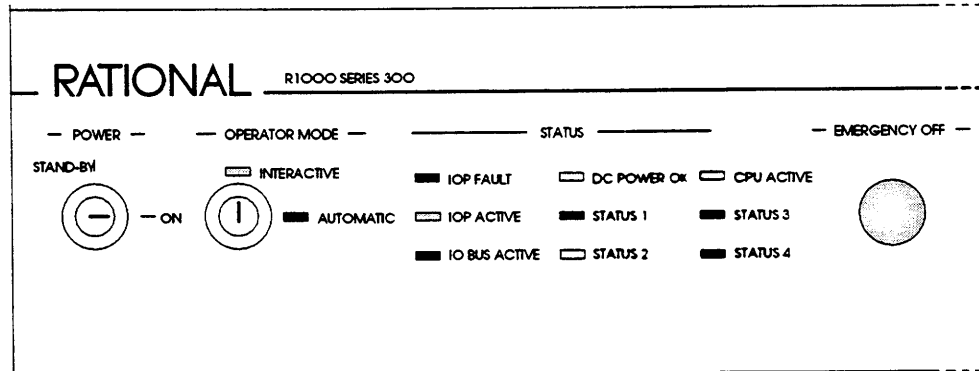 RATIONAL R1000 SERIES 300
POWER OPERATOR MODE STATUS EMERGENCY OFF
STAND-BY INTERACTIVE IOP FAULT DC POWER OK CPU ACTIVE
ON AUTOMATIC IOP ACTIVE STATUS 1 STATUS 3
IO BUS ACTIVE STATUS 2 STATUS 4